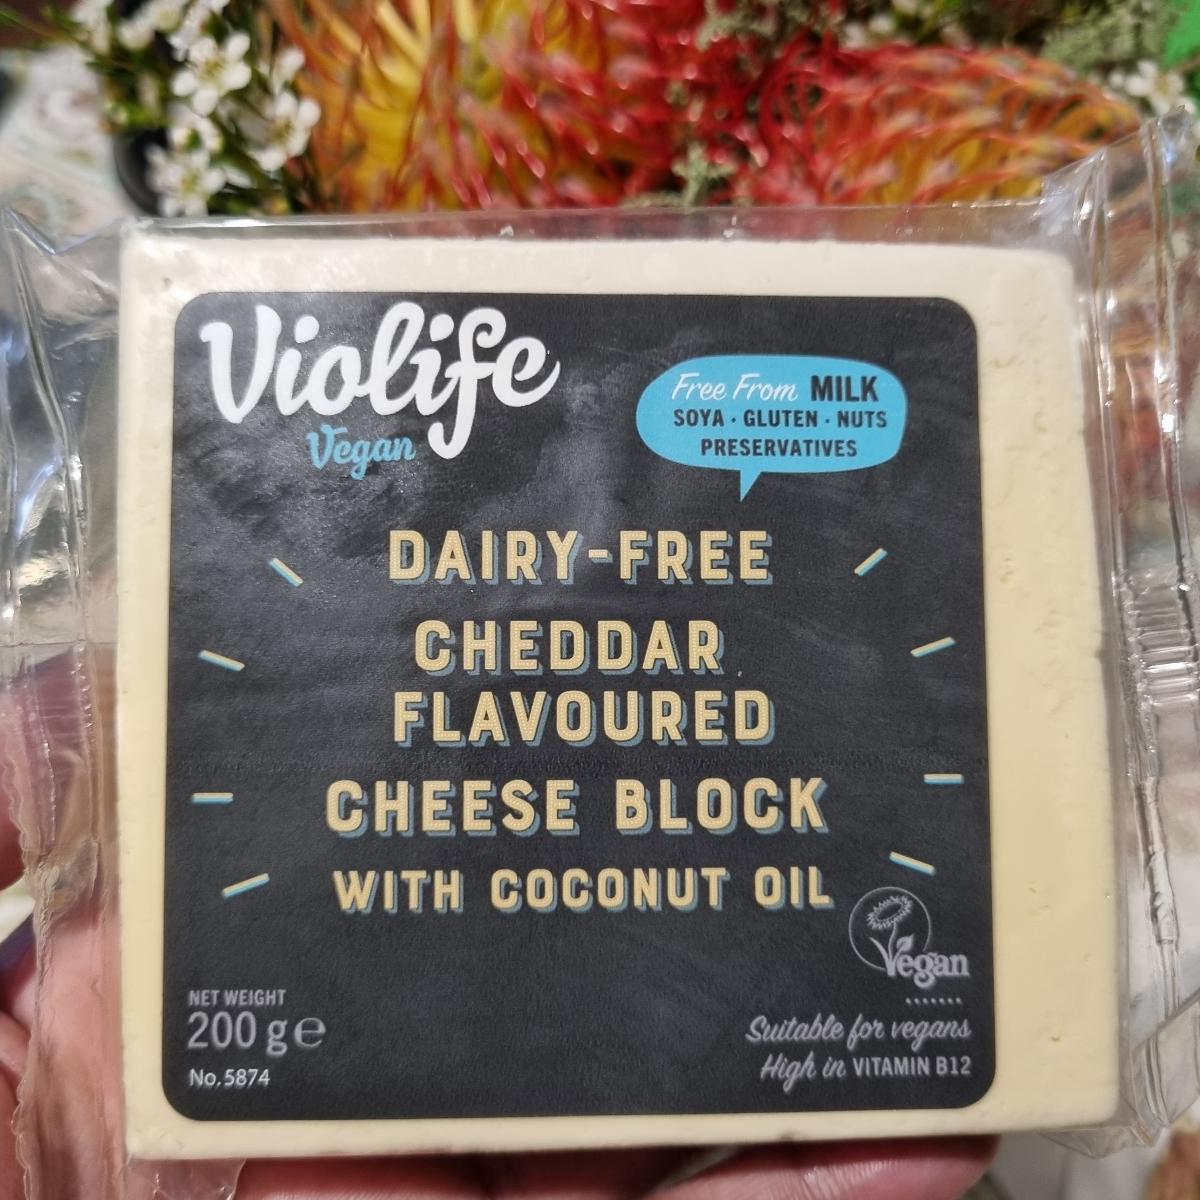 Violife
Vegan
Free From MILK
SOYA · GLUTEN · NUTS
PRESERVATIVES
DAIRY-FREE
CHEDDAR
FLAVOURED
CHEESE BLOCK
WITH COCONUT OIL
Vegan
NET WEIGHT
200 g e
No.5874
Suitable for vegans
High in VITAMIN B12